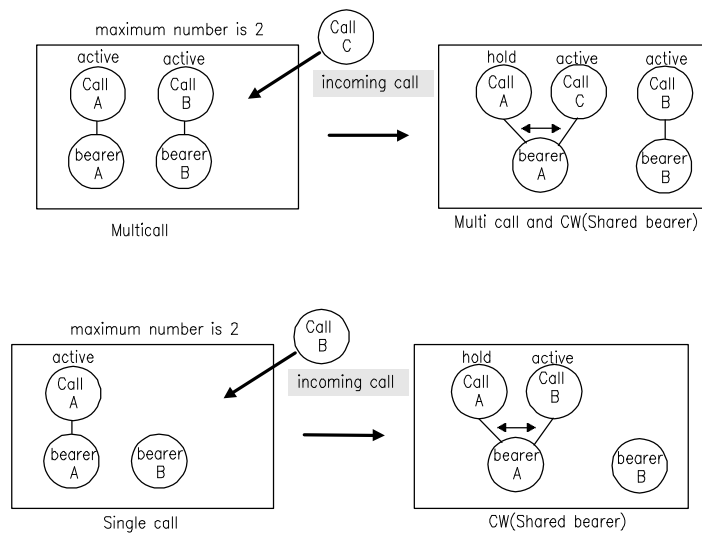 maximum number is 2
Call
C
incoming call
active active
Call Call
A B
bearer bearer
A B
Multicall
hold active active
Call Call Call
A C B
bearer bearer
A B
Multi call and CW(Shared bearer)
maximum number is 2
Call
B
incoming call
active
Call
A
bearer bearer
A B
Single call
hold active
Call Call
A B
bearer bearer
A B
CW(Shared bearer)